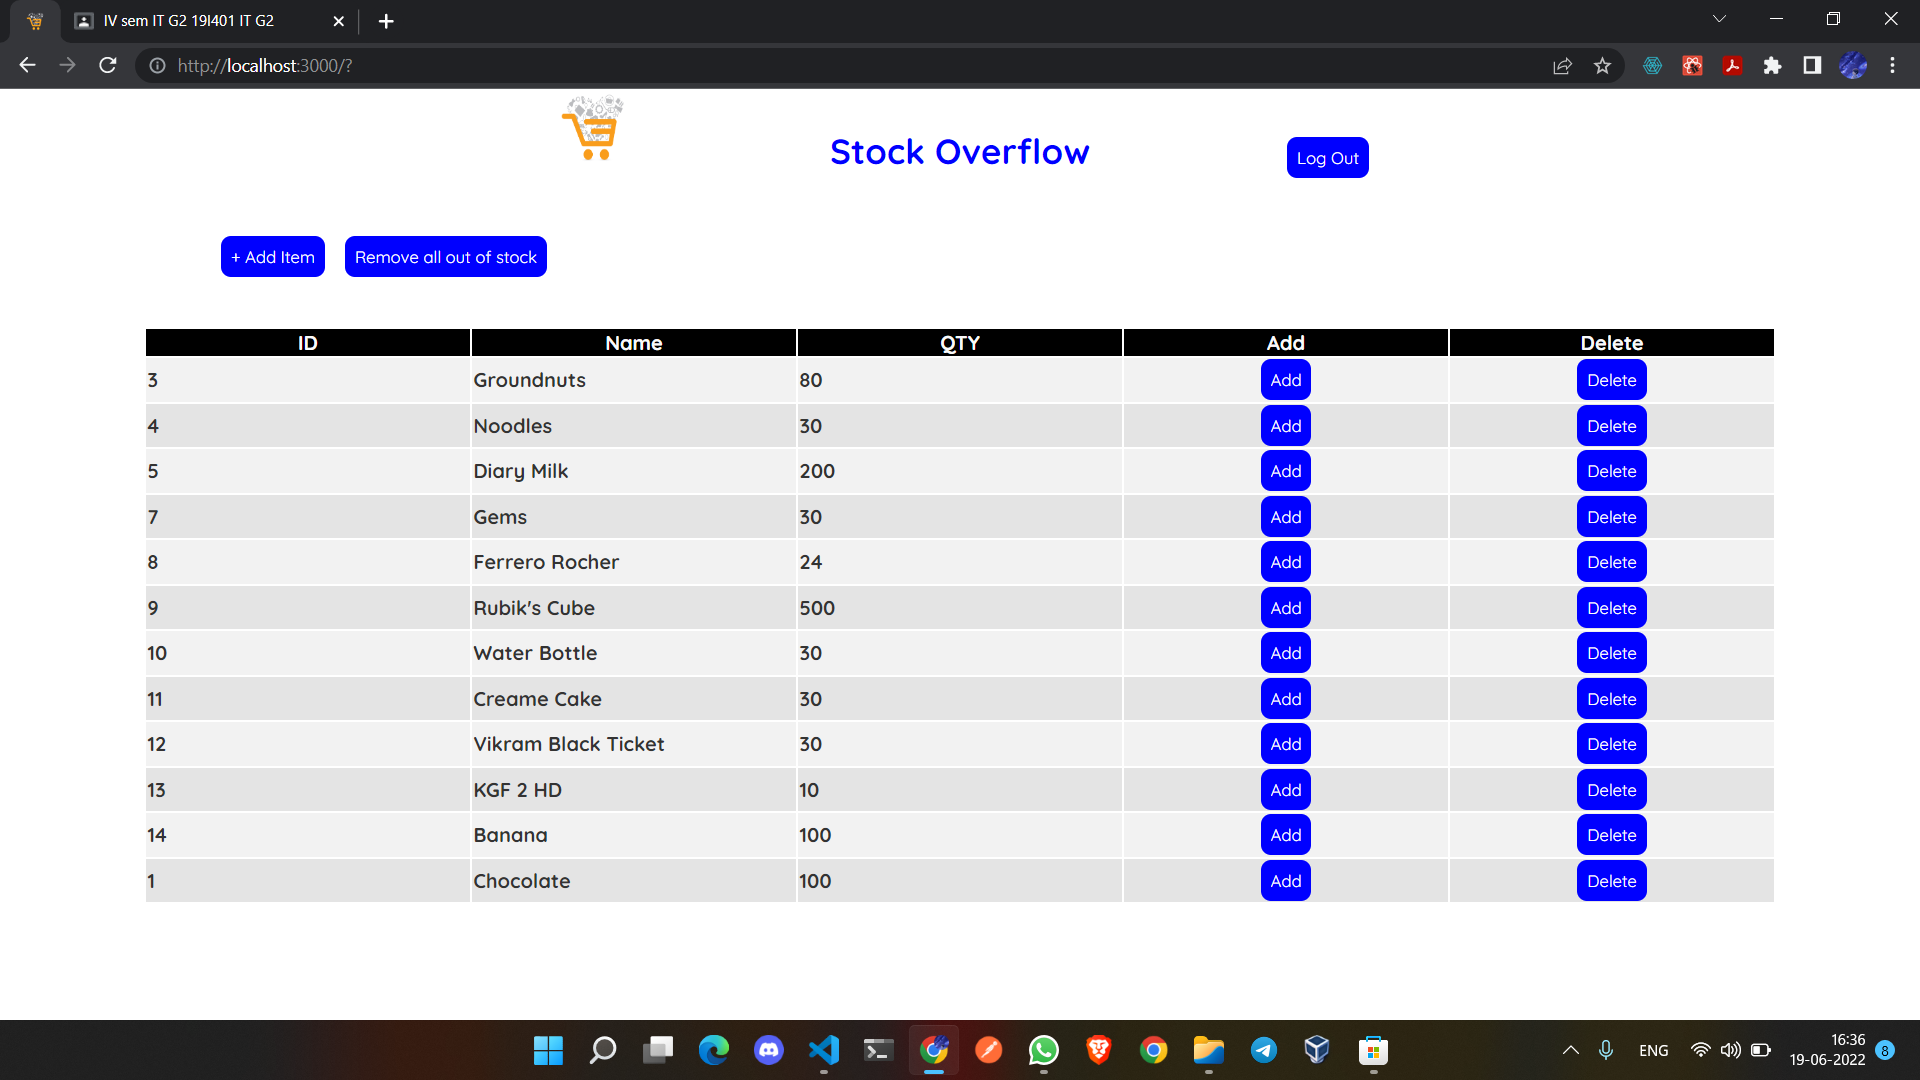 IV sem IT G2 19I401 IT G2
http://localhost:3000/?
Stock Overflow
Log Out
+ Add Item Remove all out of stock
ID Name QTY Add Delete
3 Groundnuts 80 Add Delete
4 Noodles 30 Add Delete
5 Diary Milk 200 Add Delete
7 Gems 30 Add Delete
8 Ferrero Rocher 24 Add Delete
9 Rubik's Cube 500 Add Delete
10 Water Bottle 30 Add Delete
11 Creame Cake 30 Add Delete
12 Vikram Black Ticket 30 Add Delete
13 KGF 2 HD 10 Add Delete
14 Banana 100 Add Delete
1 Chocolate 100 Add Delete
ENG
16:36
19-06-2022
8